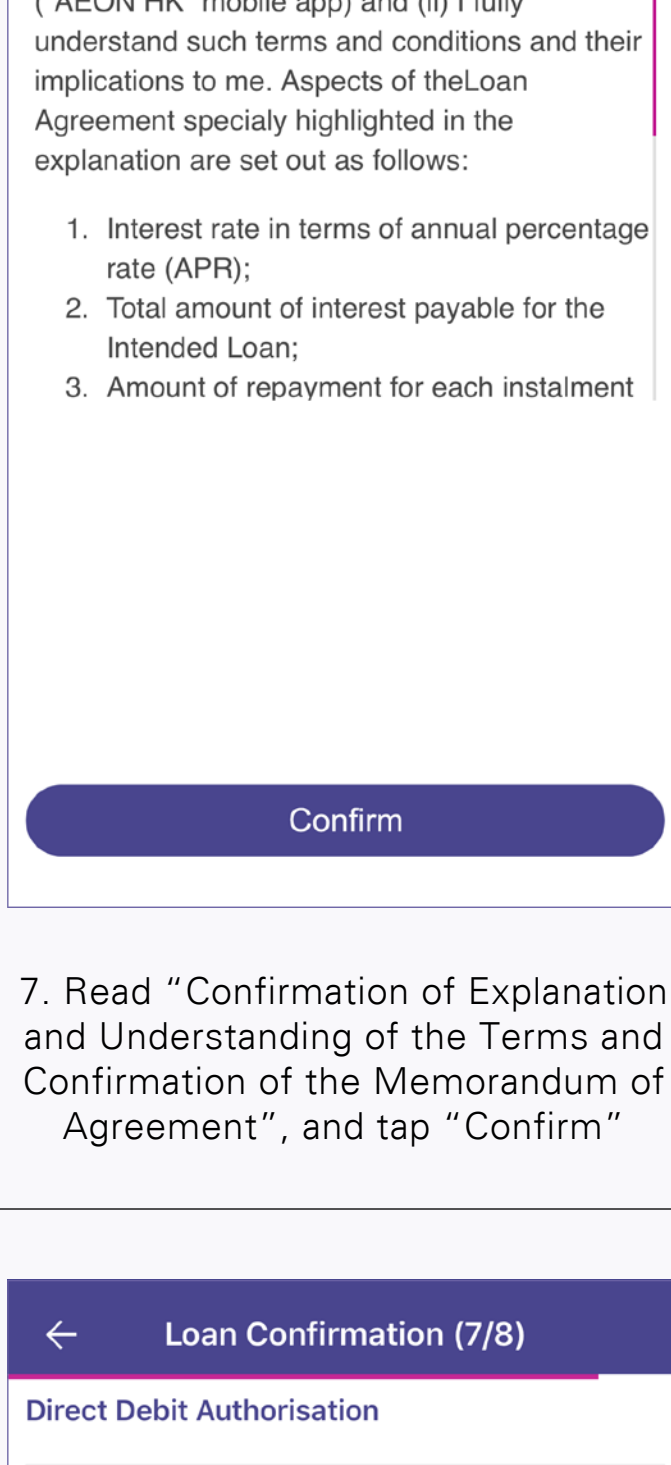 ("AEON HK" mobile app) and (ii) I fully
understand such terms and conditions and their
implications to me. Aspects of theLoan
Agreement specialy highlighted in the
explanation are set out as follows:
1. Interest rate in terms of annual percentage
rate (APR);
2. Total amount of interest payable for the
Intended Loan;
3. Amount of repayment for each instalment
Confirm
7. Read “Confirmation of Explanation
and Understanding of the Terms and
Confirmation of the Memorandum of
Agreement”, and tap “Confirm”
← Loan Confirmation (7/8)
Direct Debit Authorisation